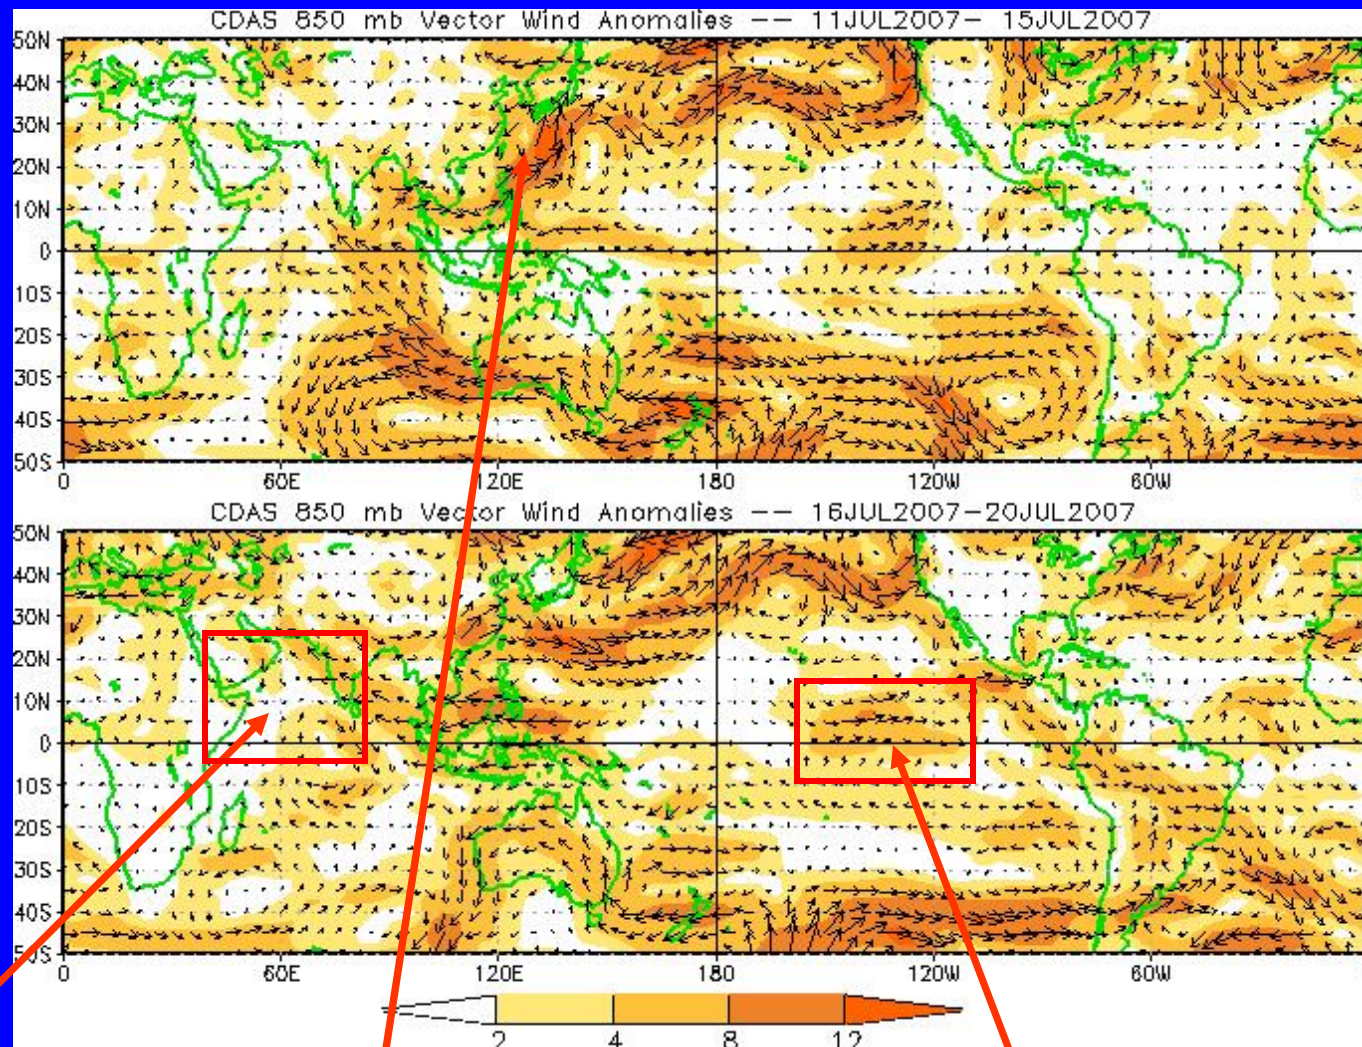 CDAS 850 mb Vector Wind Anomalies -- 11JUL2007- 15JUL2007
50N
40N
30N
20N
10N
0
10S
20S
30S
40S
50S
0 60E 120E 180 120W 60W
CDAS 850 mb Vector Wind Anomalies -- 16JUL2007-20JUL2007
50N
40N
30N
20N
10N
0
10S
20S
30S
40S
0 60E 120E 180 120W 60W
2 4 8 12